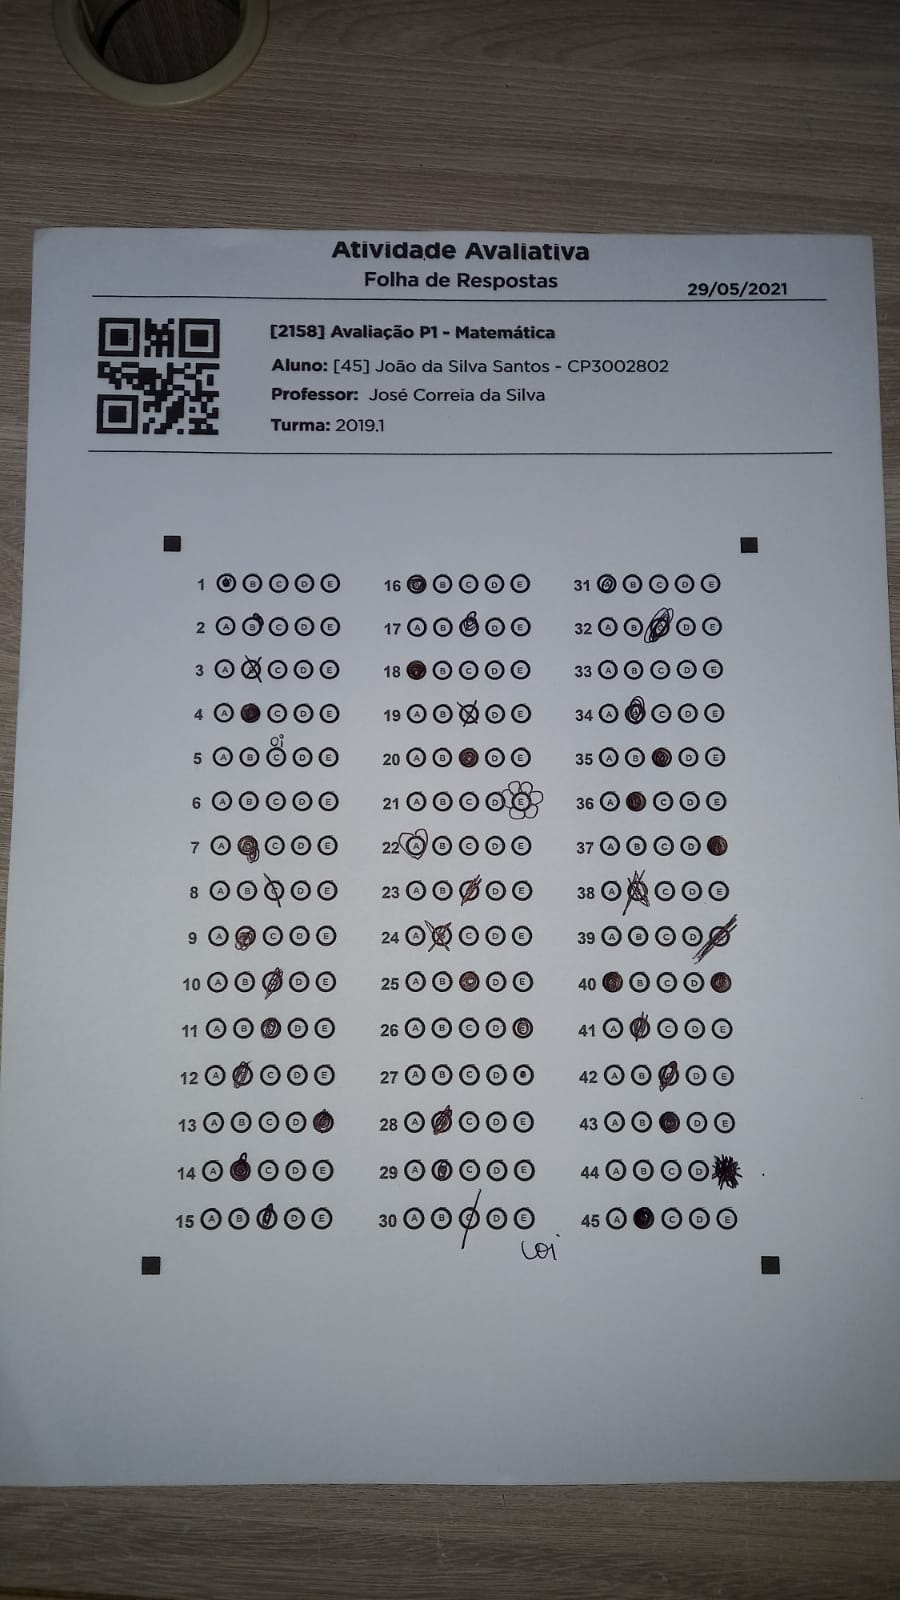 Atividade Avaliativa
Folha de Respostas
29/05/2021
[2158] Avaliação P1 - Matemática
Aluno: [45] João da Silva Santos - CP3002802
Professor: José Correia da Silva
Turma: 2019.1
1 A B C D E 16 A B C D E 31 A B C D E
2 A B C D E 17 A B C D E 32 A B C D E
3 A B C D E 18 B C D E 33 A B C D E
4 A C D E 19 A B C D E 34 A B C D E
oi
5 A B C D E 20 A B C D E 35 A B C D E
6 A B C D E 21 A B C D E 36 A C D E
7 A B C D E 22 A B C D E 37 A B C D
8 A B C D E 23 A B C D E 38 A B C D E
9 A B C D E 24 A B C D E 39 A B C D
10 A B C D E 25 A B D E 40 B C D
11 A B C D E 26 A B C D E 41 A B C D E
12 A B C D E 27 A B C D 42 A B C D E
13 A B C D 28 A B C D E 43 A B D E
14 A C D E 29 A B C D E 44 A B C D
15 A B C D E 30 A B C D E 45 A C D E